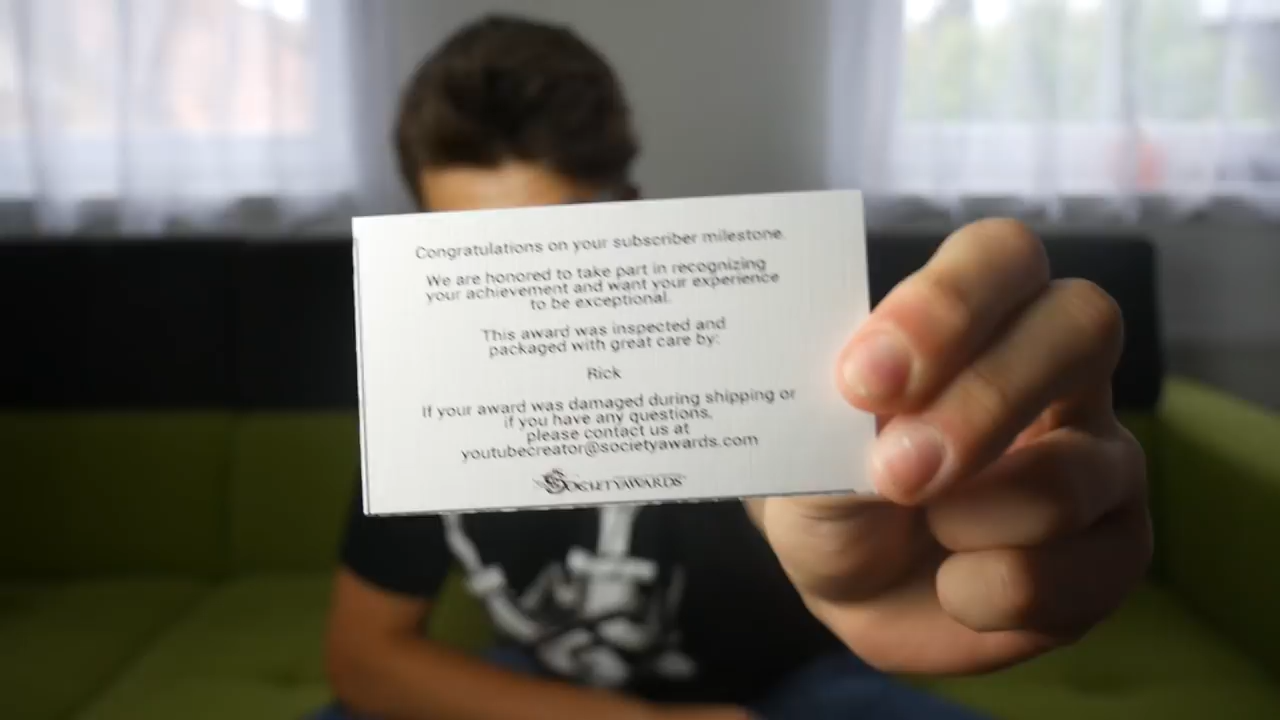 Congratulations on your subscriber milestone.
We are honored to take part in recognizing
your achievement and want your experience
to be exceptional.
This award was inspected and
packaged with great care by:
Rick
If your award was damaged during shipping or
if you have any questions,
please contact us at
youtubecreator@societyawards.com
SOCIETYAWARDS